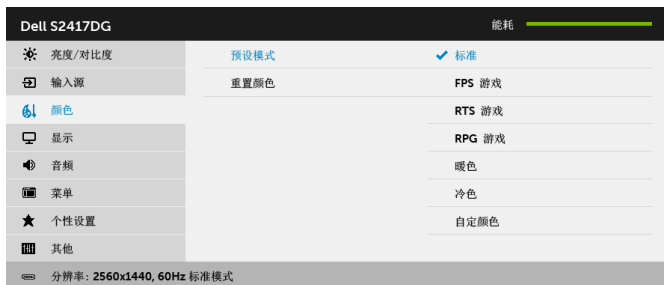 Dell S2417DG 能耗
亮度/对比度 预设模式 标准
输入源 重置颜色 FPS 游戏
颜色 RTS 游戏
显示 RPG 游戏
音频 暖色
菜单 冷色
个性设置 自定颜色
其他
分辨率: 2560x1440, 60Hz 标准模式